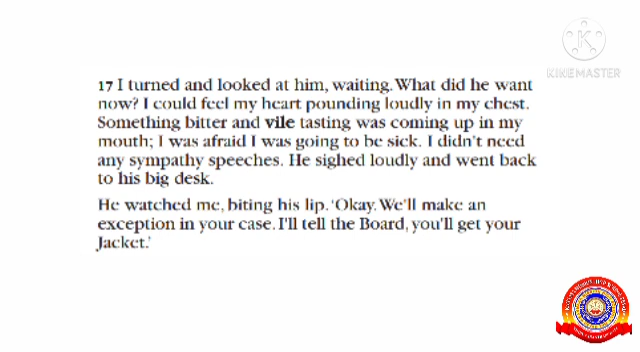 K
KINEMASTER
17 I turned and looked at him, waiting. What did he want
now? I could feel my heart pounding loudly in my chest.
Something bitter and vile tasting was coming up in my
mouth; I was afraid I was going to be sick. I didn't need
any sympathy speeches. He sighed loudly and went back
to his big desk.
He watched me, biting his lip. 'Okay. We'll make an
exception in your case. I'll tell the Board, you'll get your
Jacket.'